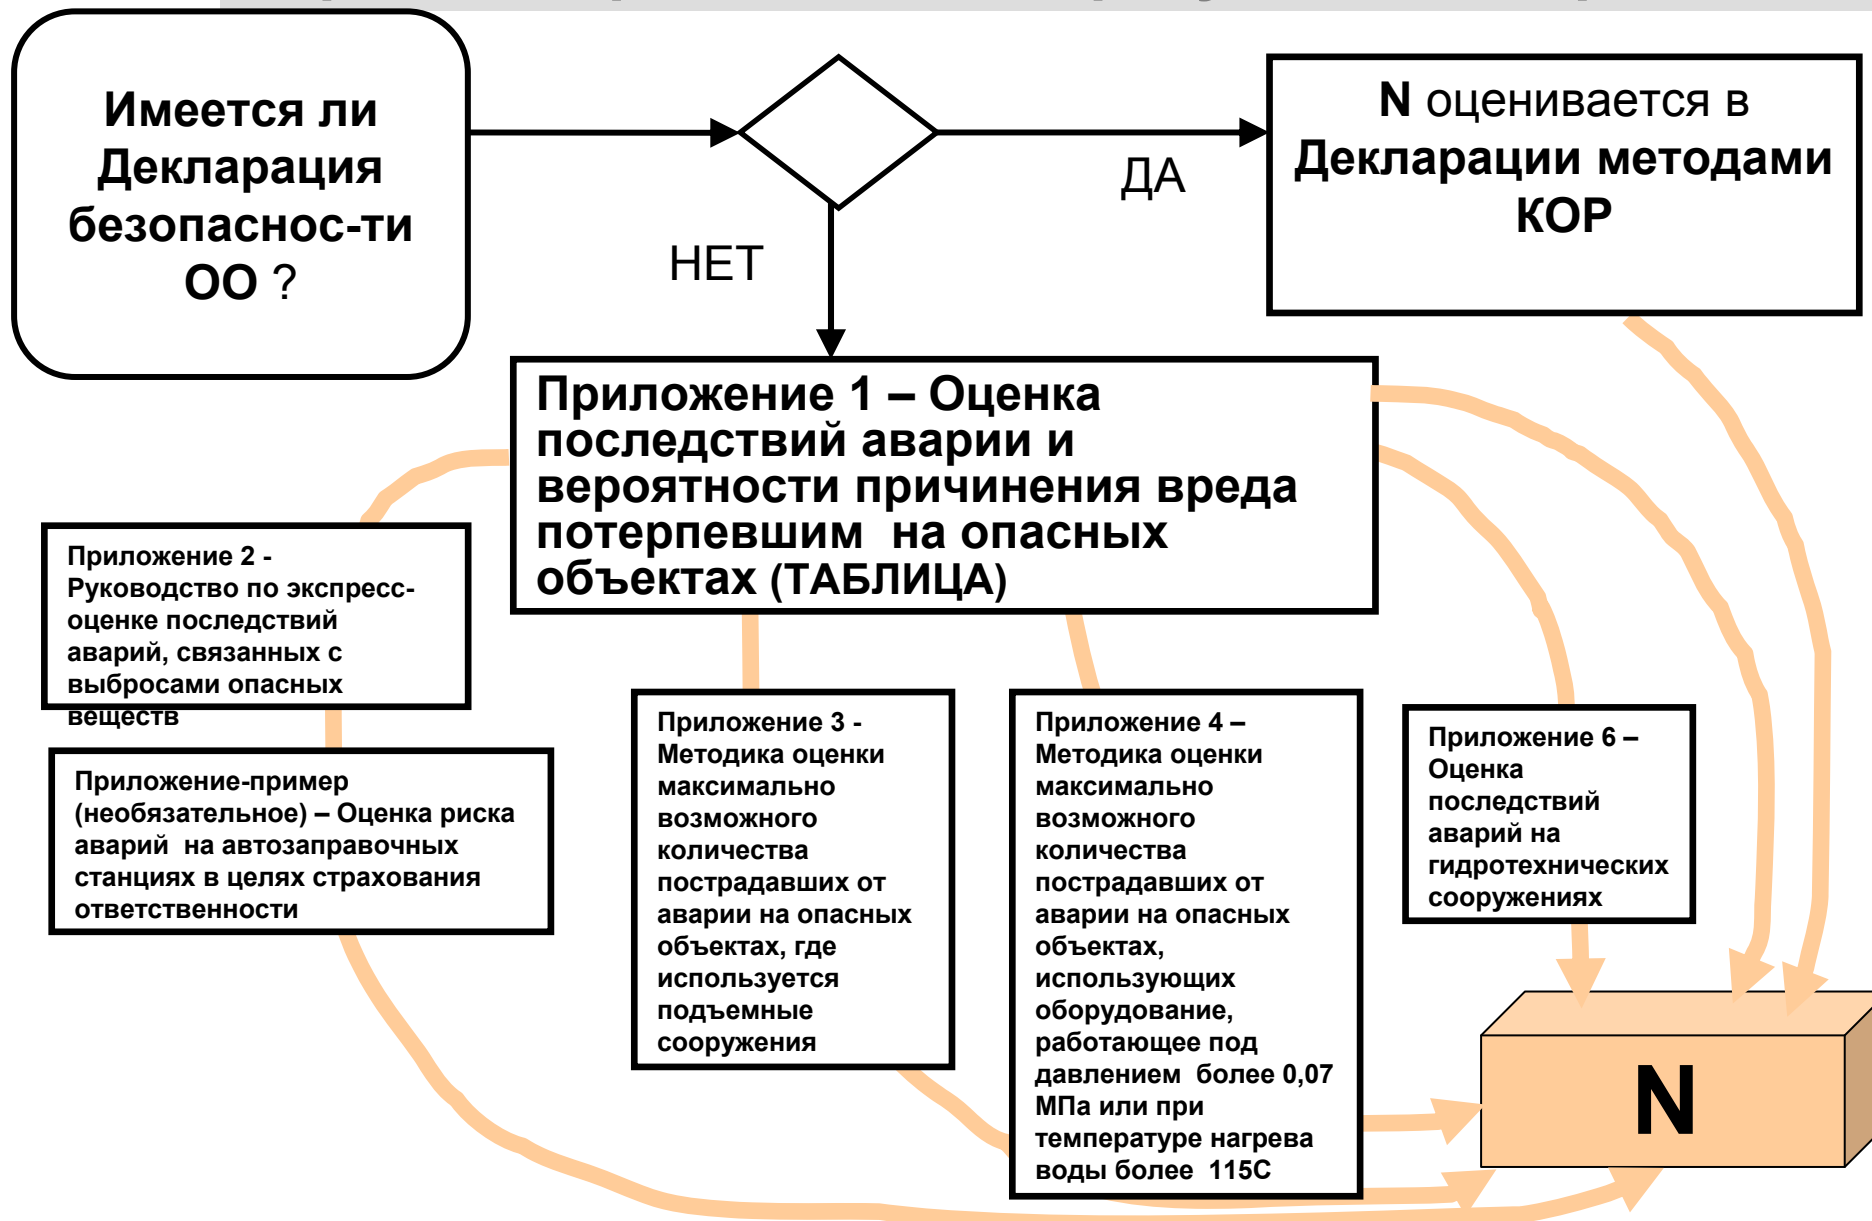 Имеется ли
Декларация
безопаснос-ти
ОО ?
ДА
НЕТ
N оценивается в
Декларации методами
КОР
Приложение 1 – Оценка
последствий аварии и
вероятности причинения вреда
потерпевшим на опасных
объектах (ТАБЛИЦА)
Приложение 2 -
Руководство по экспресс-
оценке последствий
аварий, связанных с
выбросами опасных
веществ
Приложение-пример
(необязательное) – Оценка риска
аварий на автозаправочных
станциях в целях страхования
ответственности
Приложение 3 -
Методика оценки
максимально
возможного
количества
пострадавших от
аварии на опасных
объектах, где
используется
подъемные
сооружения
Приложение 4 –
Методика оценки
максимально
возможного
количества
пострадавших от
аварии на опасных
объектах,
использующих
оборудование,
работающее под
давлением более 0,07
МПа или при
температуре нагрева
воды более 115С
Приложение 6 –
Оценка
последствий
аварий на
гидротехнических
сооружениях
N